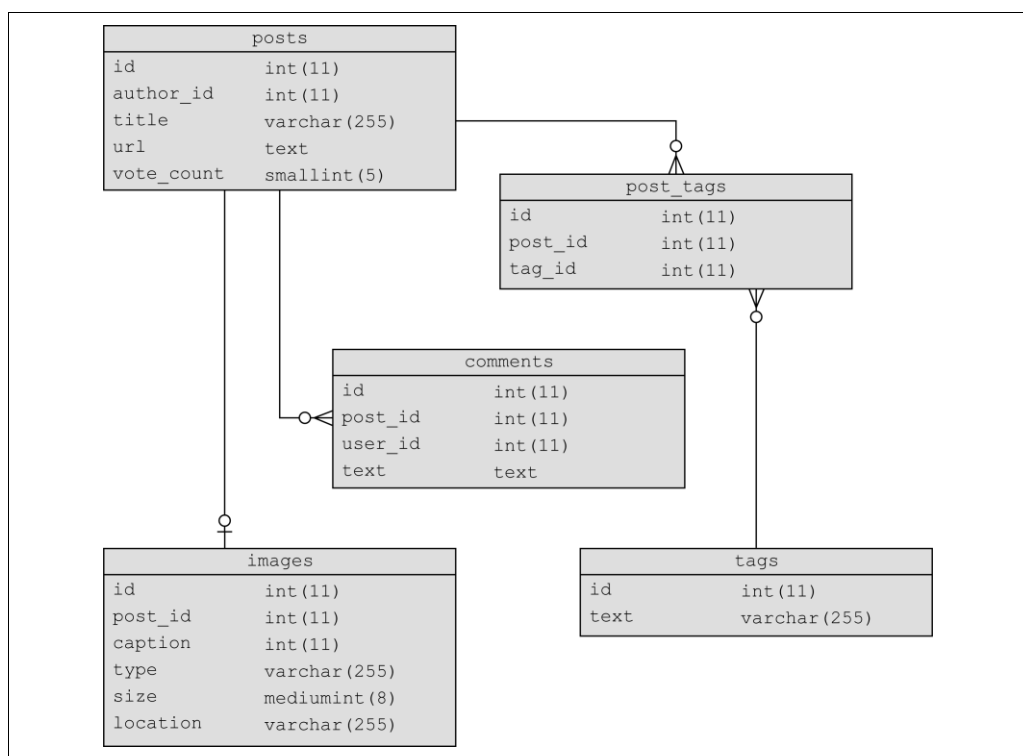 posts
id int(11)
author_id int(11)
title varchar(255)
url text
vote_count smallint(5)
post_tags
id int(11)
post_id int(11)
tag_id int(11)
comments
id int(11)
post_id int(11)
user_id int(11)
text text
images
id int(11)
post_id int(11)
caption int(11)
type varchar(255)
size mediumint(8)
location varchar(255)
tags
id int(11)
text varchar(255)